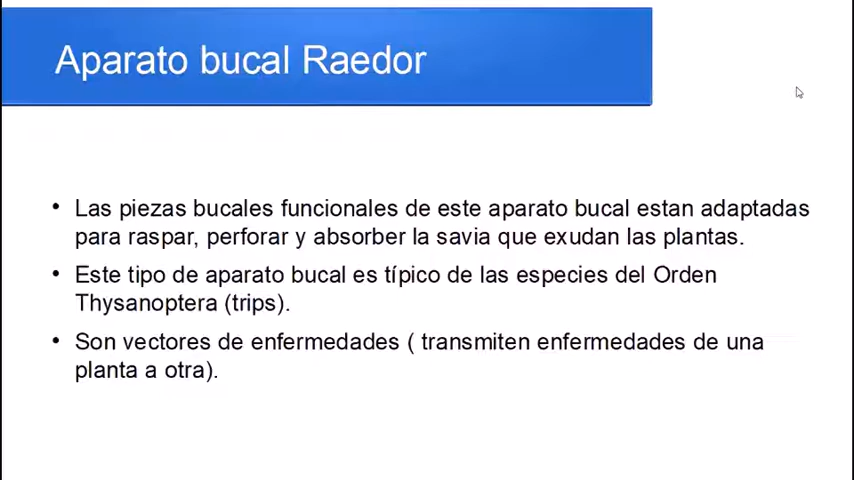 Aparato bucal Raedor
• Las piezas bucales funcionales de este aparato bucal estan adaptadas
para raspar, perforar y absorber la savia que exudan las plantas.
• Este tipo de aparato bucal es típico de las especies del Orden
Thysanoptera (trips).
• Son vectores de enfermedades ( transmiten enfermedades de una
planta a otra).